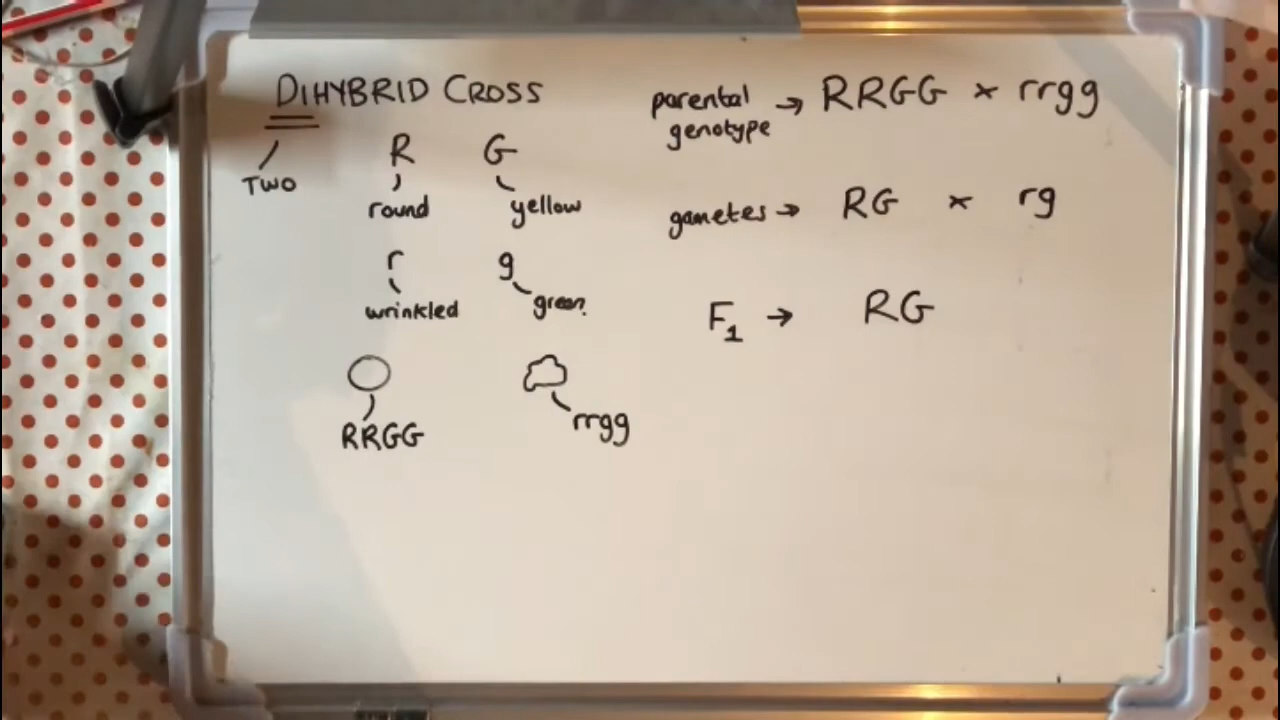 DIHYBRID CROSS
TWO
R G
round yellow
r g
wrinkled green
RRGG rrgg
parental genotype → RRGG × rrgg
gametes → RG × rg
F1 → RG